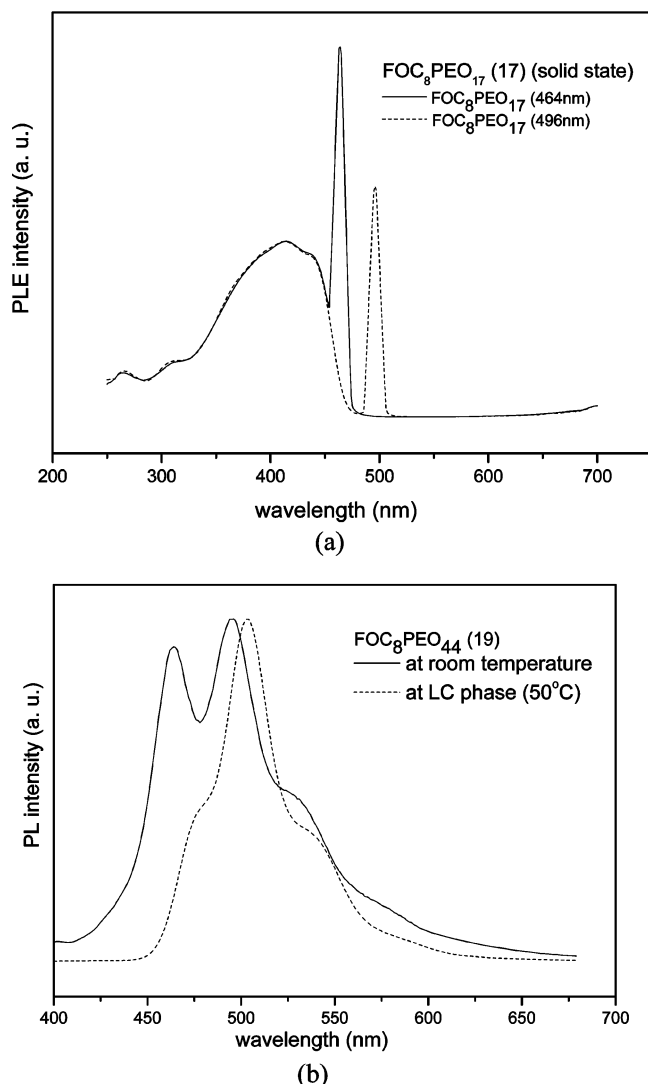 FOC₈PEO₁₇ (17) (solid state)
FOC₈PEO₁₇ (464nm)
FOC₈PEO₁₇ (496nm)
PLE intensity (a. u.)
200 300 400 500 600 700
wavelength (nm)
(a)
FOC₈PEO₄₄ (19)
at room temperature
at LC phase (50°C)
PL intensity (a. u.)
400 450 500 550 600 650 700
wavelength (nm)
(b)